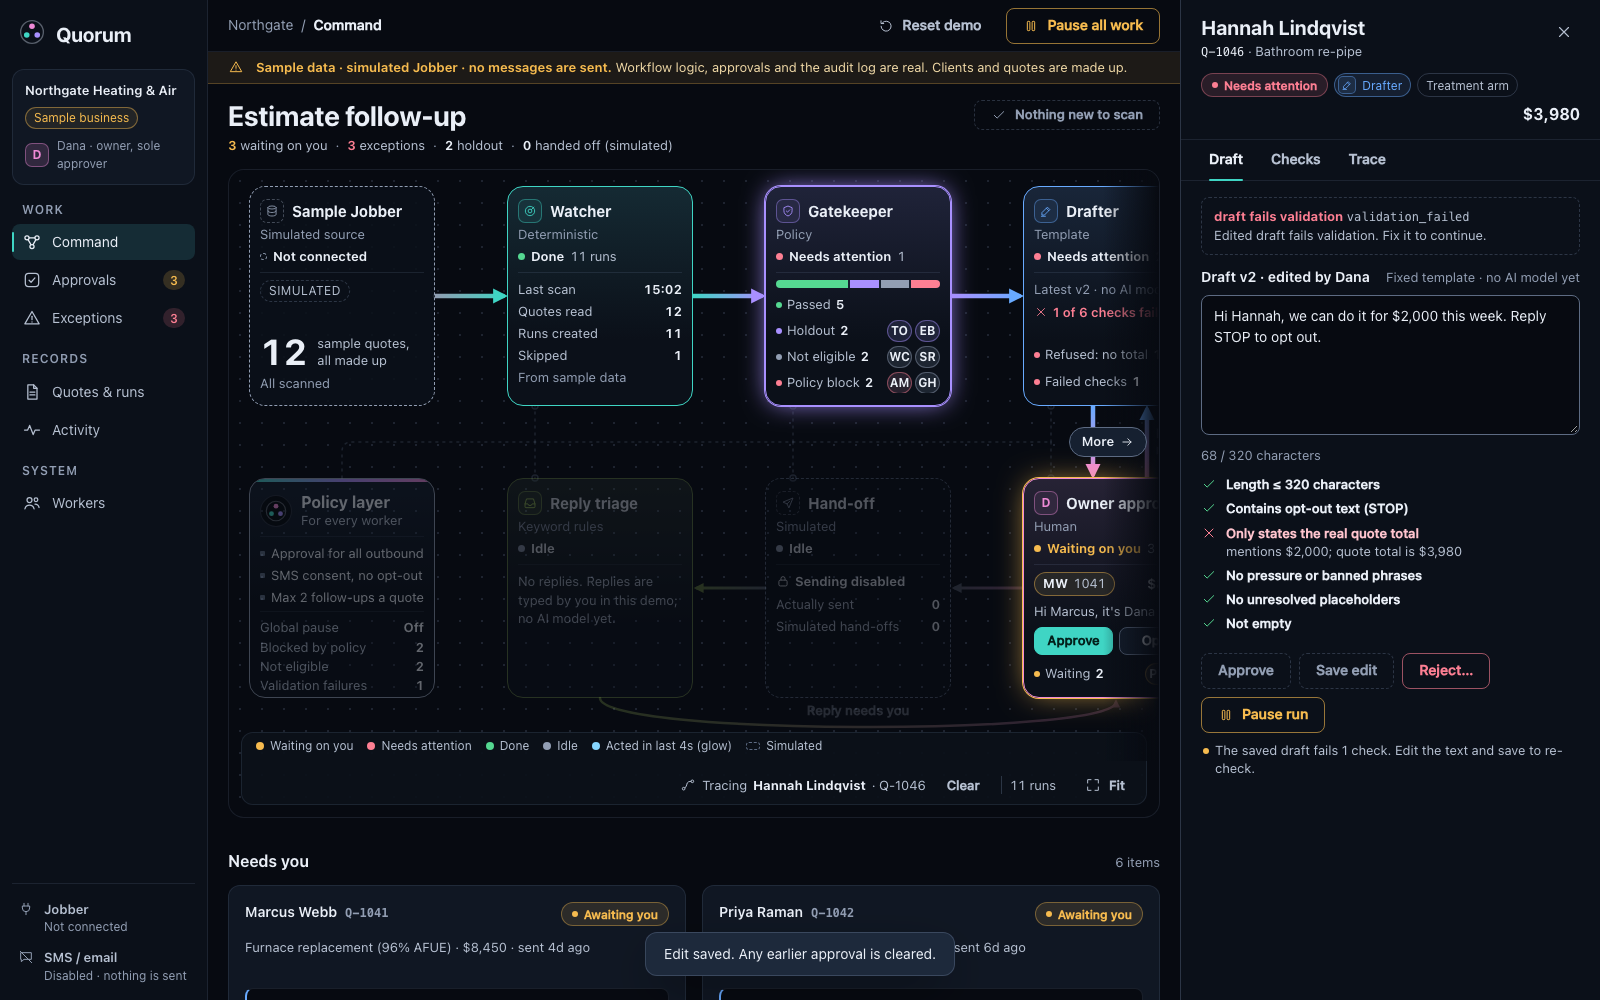 Quorum
Northgate Heating & Air
Sample business
D
Dana · owner, sole
approver
WORK
Command
Approvals
3
Exceptions
3
RECORDS
Quotes & runs
Activity
SYSTEM
Workers
Jobber
Not connected
SMS / email
Disabled · nothing is sent
Northgate / Command
Reset demo
Pause all work
Sample data · simulated Jobber · no messages are sent. Workflow logic, approvals and the audit log are real. Clients and quotes are made up.
Estimate follow-up
Nothing new to scan
3 waiting on you · 3 exceptions · 2 holdout · 0 handed off (simulated)
Sample Jobber
Simulated source
Not connected
SIMULATED
12 sample quotes,
all made up
All scanned
Watcher
Deterministic
Done 11 runs
Last scan 15:02
Quotes read 12
Runs created 11
Skipped 1
From sample data
Gatekeeper
Policy
Needs attention 1
Passed 5
Holdout 2 TO EB
Not eligible 2 WC SR
Policy block 2 AM GH
Drafter
Template
Needs attention
Latest v2 · no AI mo
1 of 6 checks fai
Refused: no total
Failed checks 1
More →
Policy layer
For every worker
Approval for all outbound
SMS consent, no opt-out
Max 2 follow-ups a quote
Global pause Off
Blocked by policy 2
Not eligible 2
Validation failures 1
Reply triage
Keyword rules
Idle
No replies. Replies are
typed by you in this demo;
no AI model yet.
Hand-off
Simulated
Idle
Sending disabled
Actually sent 0
Simulated hand-offs 0
D
Owner appro
Human
Waiting on you 3
MW 1041 $
Hi Marcus, it's Dana
Approve
Op
Waiting 2
Reply needs you
Waiting on you
Needs attention
Done
Idle
Acted in last 4s (glow)
Simulated
Tracing Hannah Lindqvist · Q-1046
Clear
11 runs
Fit
Needs you
6 items
Marcus Webb Q-1041
Awaiting you
Furnace replacement (96% AFUE) · $8,450 · sent 4d ago
Priya Raman Q-1042
Awaiting you
sent 6d ago
Edit saved. Any earlier approval is cleared.
Hannah Lindqvist
Q-1046 · Bathroom re-pipe
Needs attention
Drafter
Treatment arm
$3,980
Draft
Checks
Trace
draft fails validation validation_failed
Edited draft fails validation. Fix it to continue.
Draft v2 · edited by Dana
Fixed template · no AI model yet
Hi Hannah, we can do it for $2,000 this week. Reply
STOP to opt out.
68 / 320 characters
Length ≤ 320 characters
Contains opt-out text (STOP)
Only states the real quote total
mentions $2,000; quote total is $3,980
No pressure or banned phrases
No unresolved placeholders
Not empty
Approve
Save edit
Reject...
Pause run
The saved draft fails 1 check. Edit the text and save to re-
check.